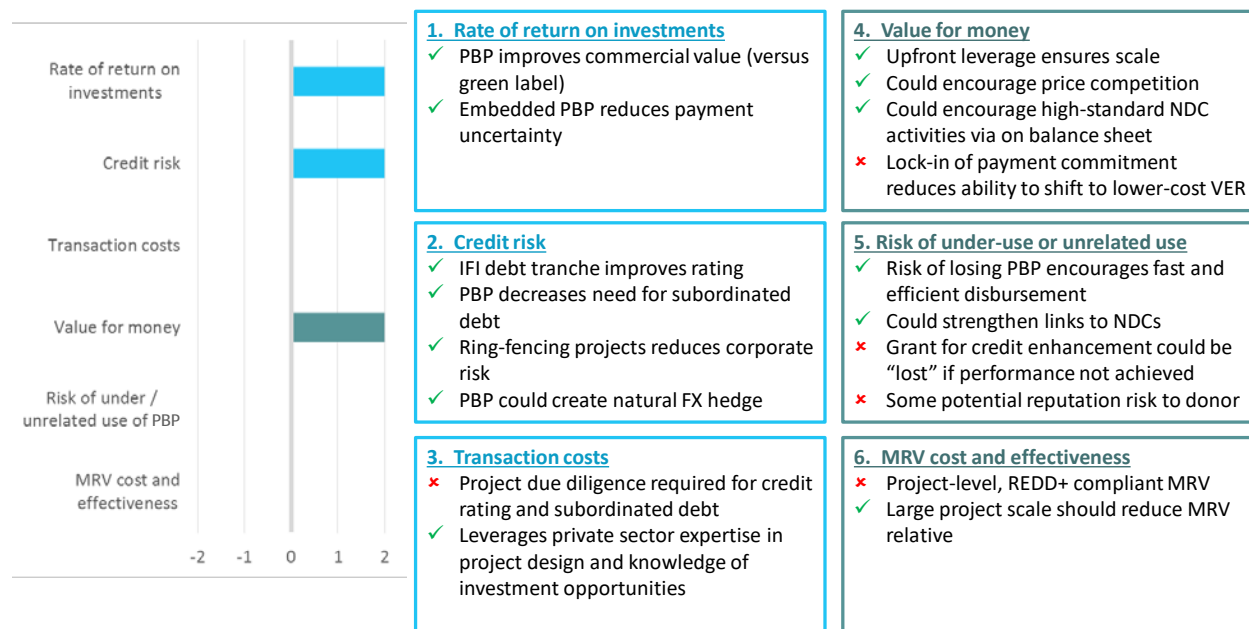 Rate of return on
investments
Credit risk
Transaction costs
Value for money
Risk of under /
unrelated use of PBP
MRV cost and
effectiveness
-2 -1 0 1 2
1. Rate of return on investments
✓ PBP improves commercial value (versus
green label)
✓ Embedded PBP reduces payment
uncertainty
2. Credit risk
✓ IFI debt tranche improves rating
✓ PBP decreases need for subordinated
debt
✓ Ring-fencing projects reduces corporate
risk
✓ PBP could create natural FX hedge
3. Transaction costs
× Project due diligence required for credit
rating and subordinated debt
✓ Leverages private sector expertise in
project design and knowledge of
investment opportunities
4. Value for money
✓ Upfront leverage ensures scale
✓ Could encourage price competition
✓ Could encourage high-standard NDC
activities via on balance sheet
× Lock-in of payment commitment
reduces ability to shift to lower-cost VER
5. Risk of under-use or unrelated use
✓ Risk of losing PBP encourages fast and
efficient disbursement
✓ Could strengthen links to NDCs
× Grant for credit enhancement could be
“lost” if performance not achieved
× Some potential reputation risk to donor
6. MRV cost and effectiveness
× Project-level, REDD+ compliant MRV
✓ Large project scale should reduce MRV
relative